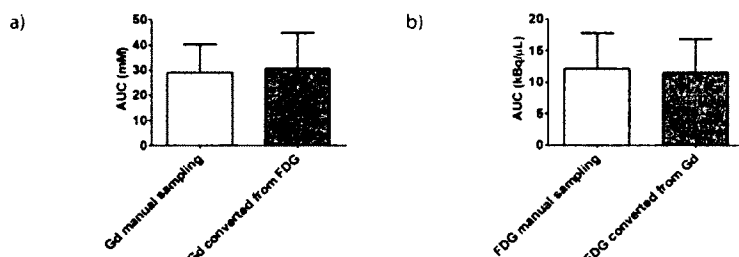 a)
50
40
30
20
10
0
AUC (mM)
Gd manual sampling
Gd converted from FDG
b)
20
15
10
5
0
AUC (kBq/μL)
FDG manual sampling
FDG converted from Gd